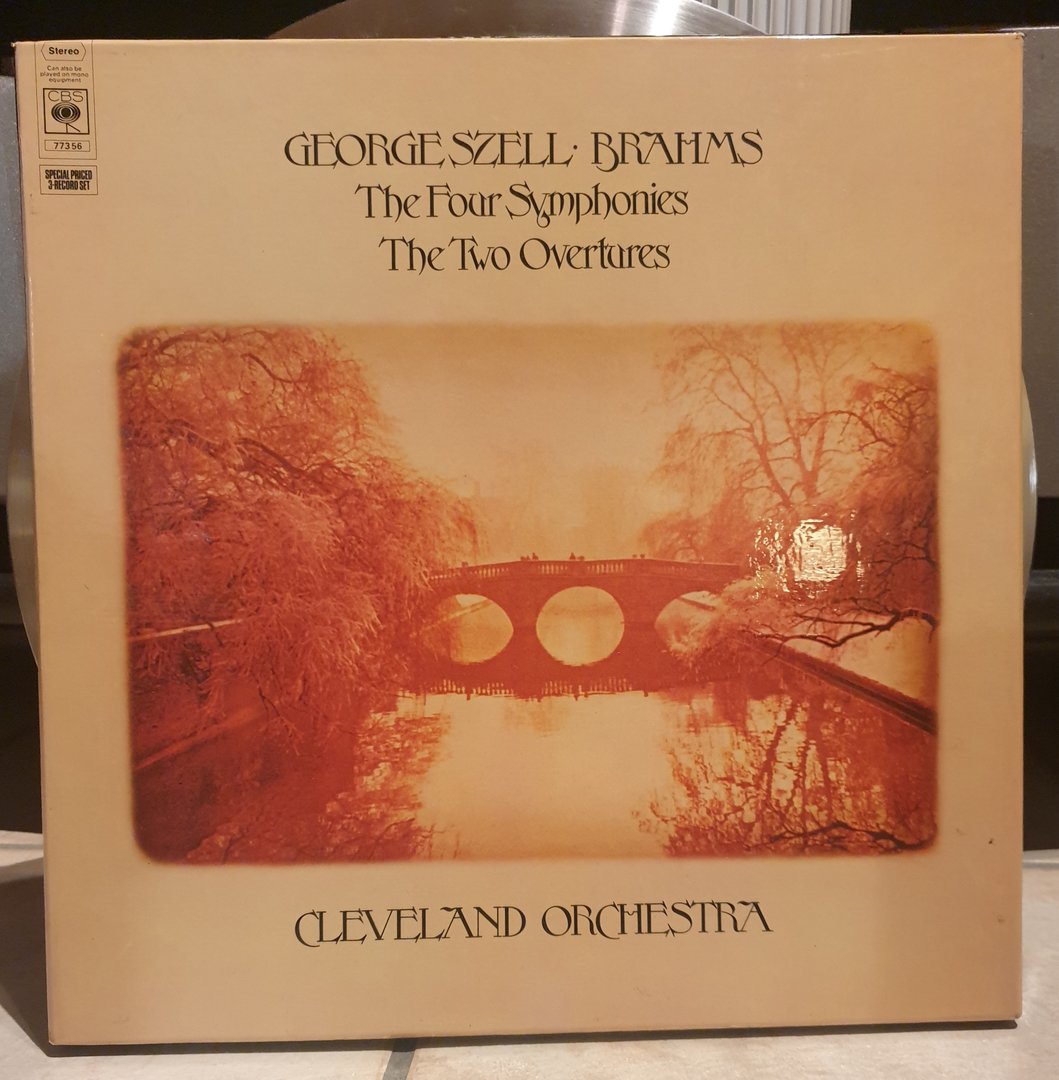 Stereo
Can also be
played on mono
equipment
CBS
77356
SPECIAL PRICED
3-RECORD SET
GEORGE SZELL · BRAHMS
The Four Symphonies
The Two Overtures
CLEVELAND ORCHESTRA